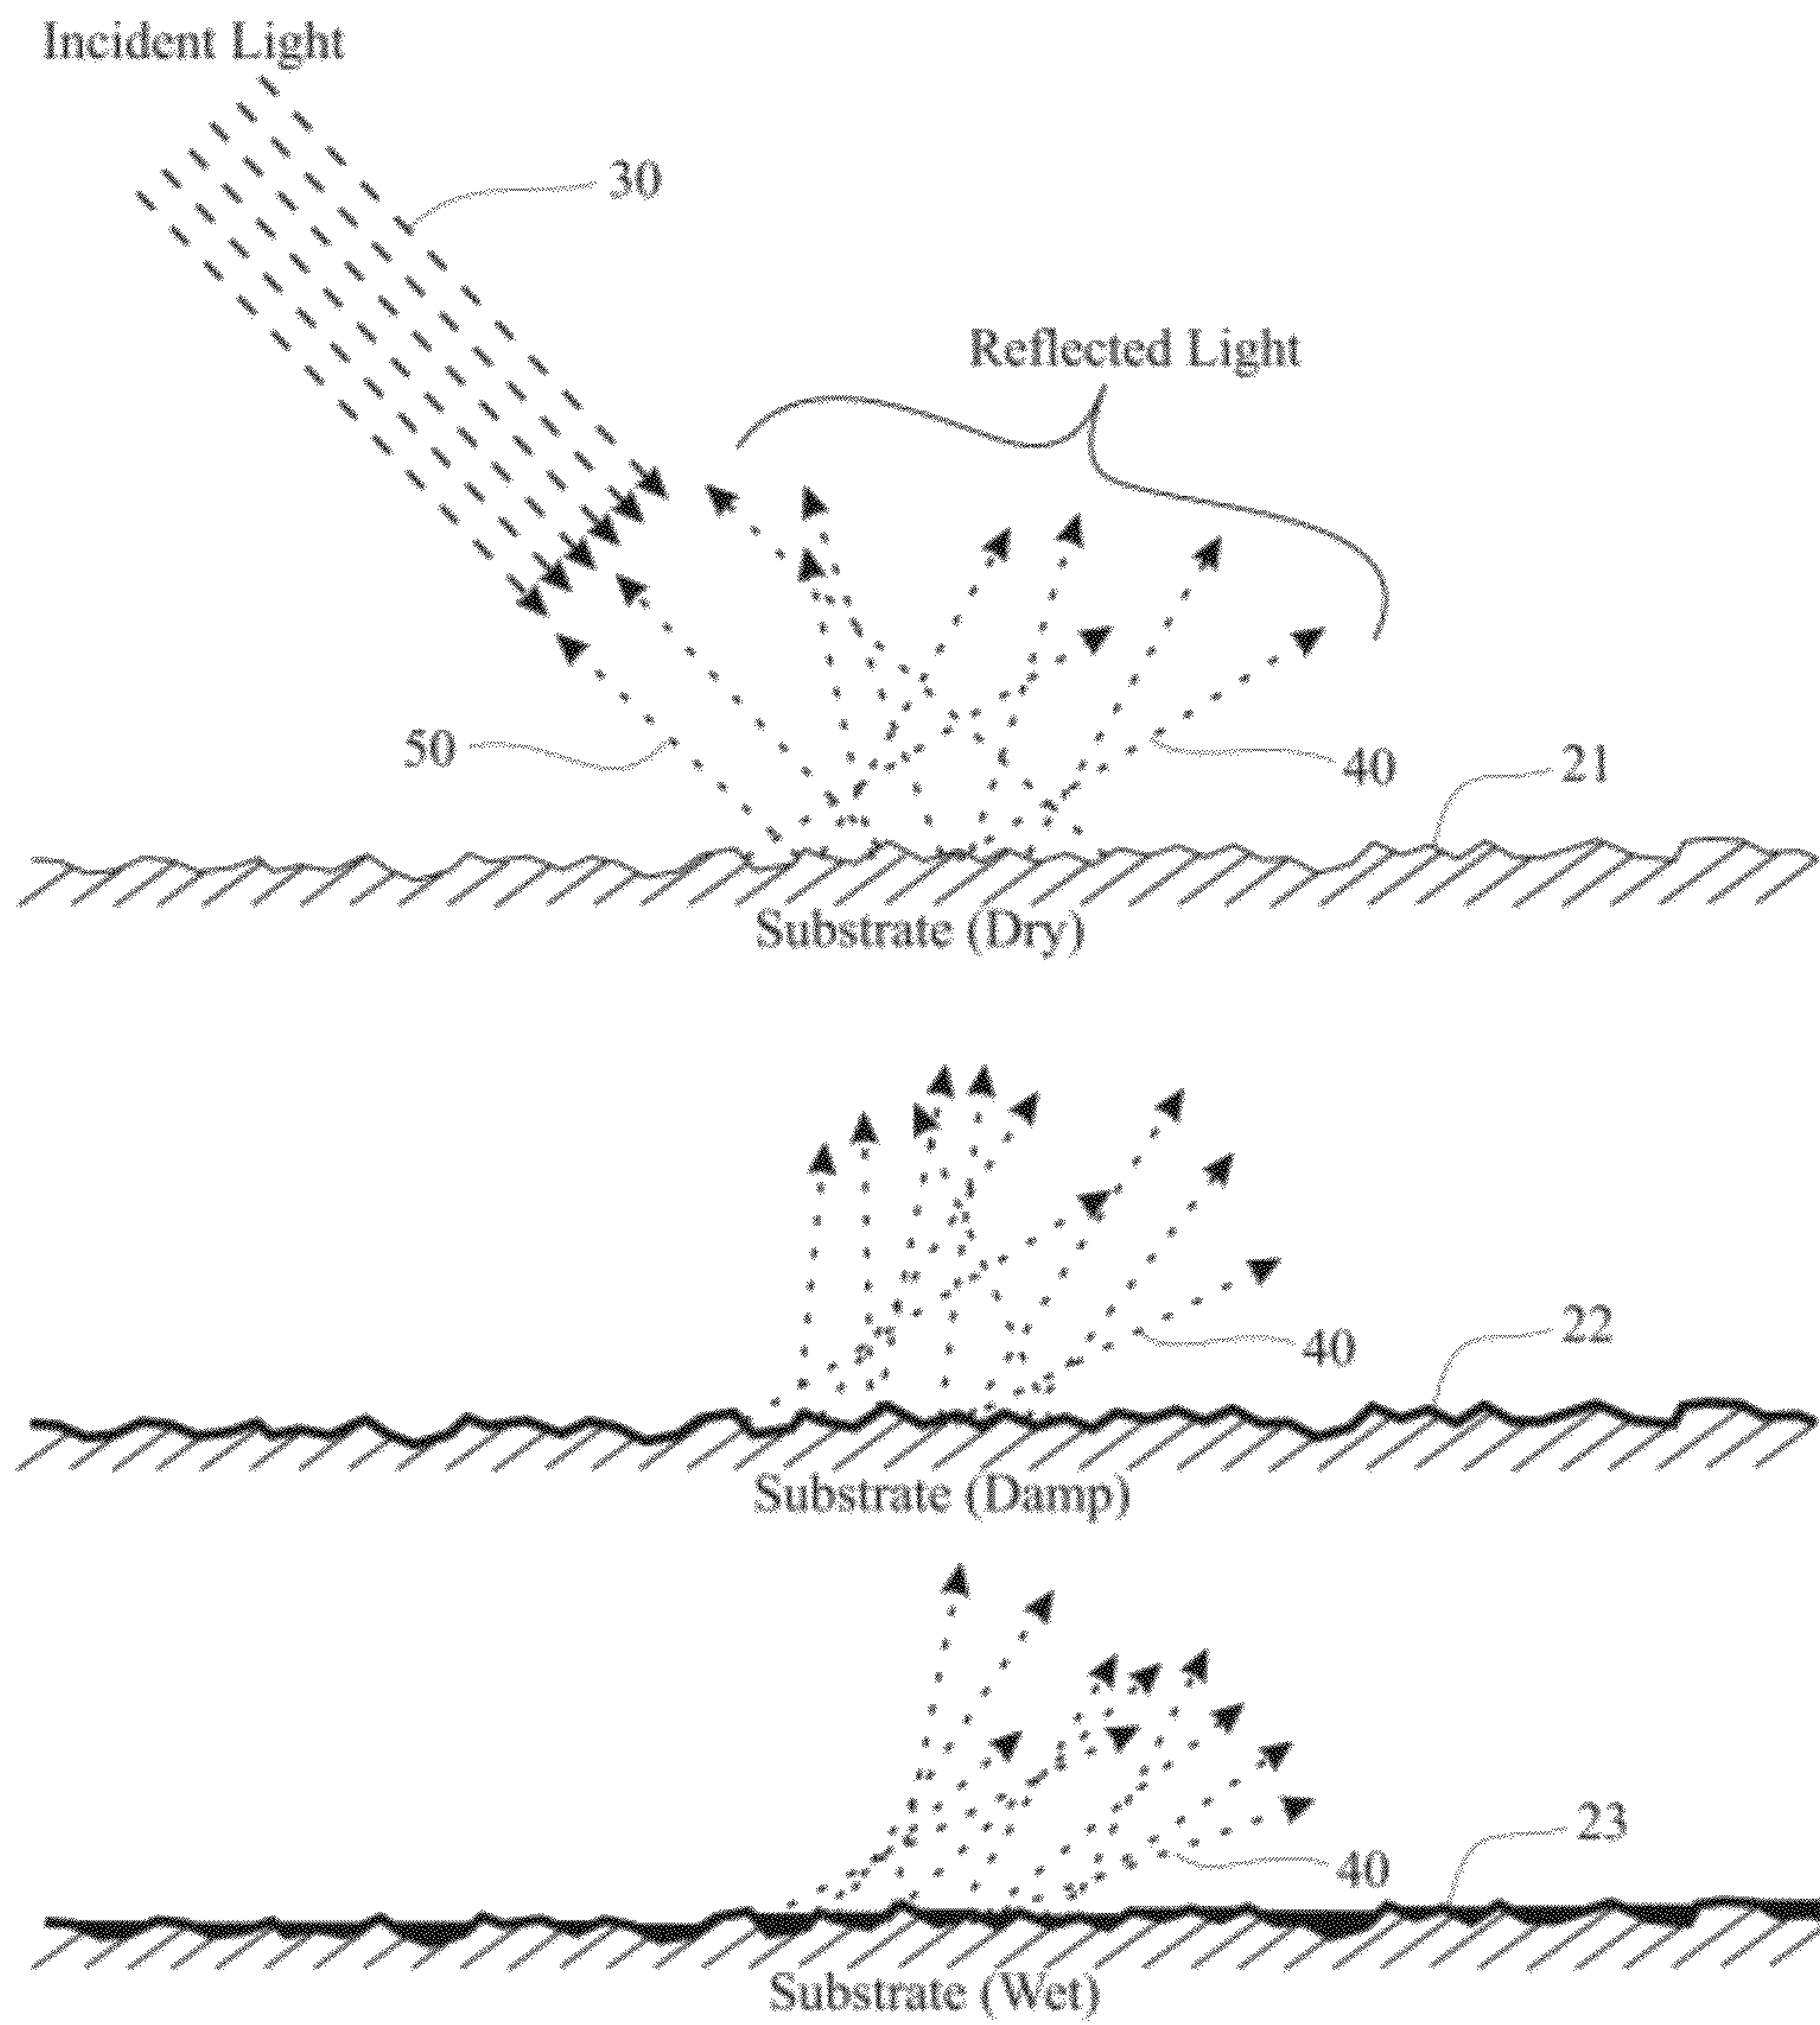 Incident Light
30
Reflected Light
50
40
21
Substrate (Dry)
22
40
Substrate (Damp)
23
40
Substrate (Wet)